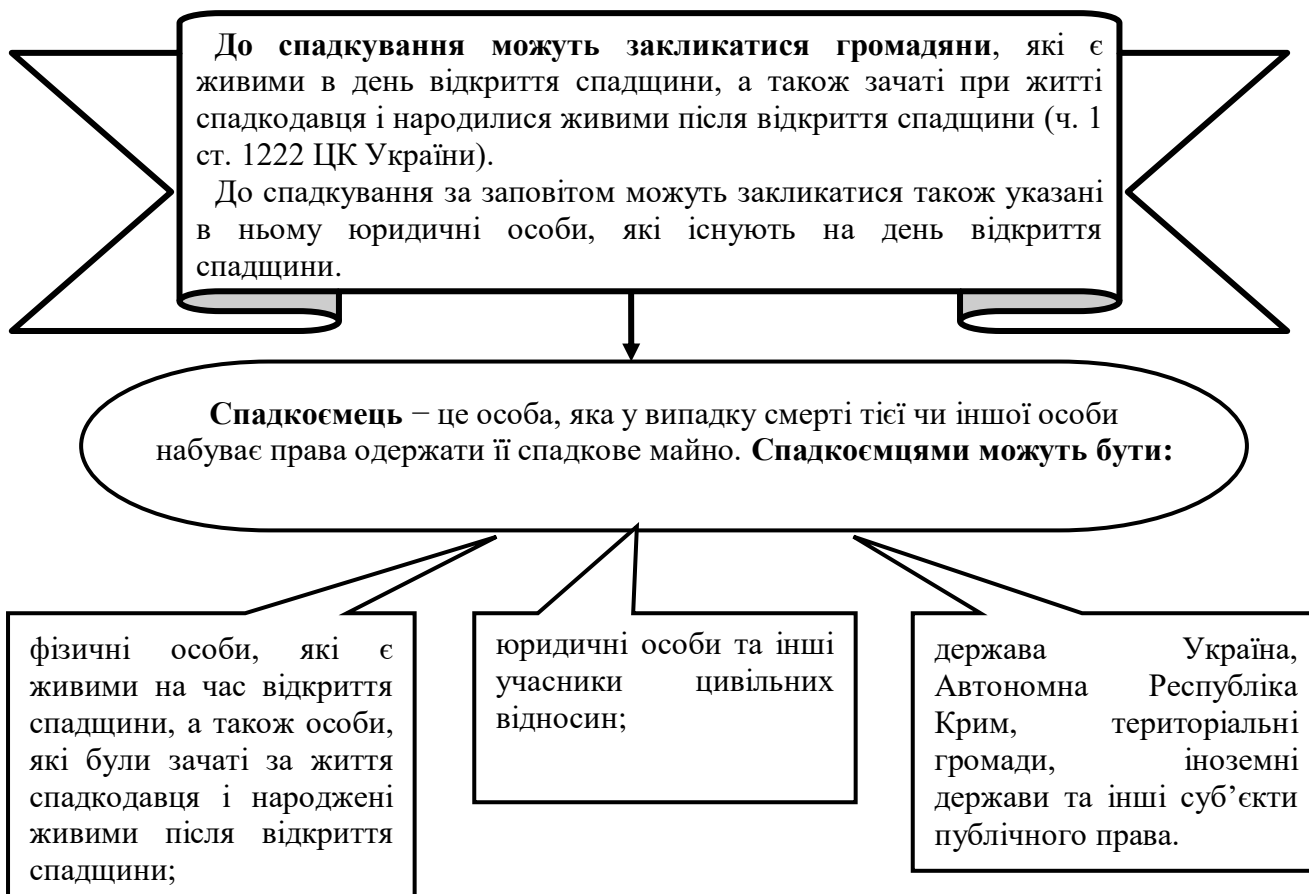 До спадкування можуть закликатися громадяни, які є
живими в день відкриття спадщини, а також зачаті при житті
спадкодавця і народилися живими після відкриття спадщини (ч. 1
ст. 1222 ЦК України).
До спадкування за заповітом можуть закликатися також указані
в ньому юридичні особи, які існують на день відкриття
спадщини.
Спадкоємець − це особа, яка у випадку смерті тієї чи іншої особи
набуває права одержати її спадкове майно. Спадкоємцями можуть бути:
фізичні особи, які є
живими на час відкриття
спадщини, а також особи,
які були зачаті за життя
спадкодавця і народжені
живими після відкриття
спадщини;
юридичні особи та інші
учасники цивільних
відносин;
держава Україна,
Автономна Республіка
Крим, територіальні
громади, іноземні
держави та інші суб’єкти
публічного права.